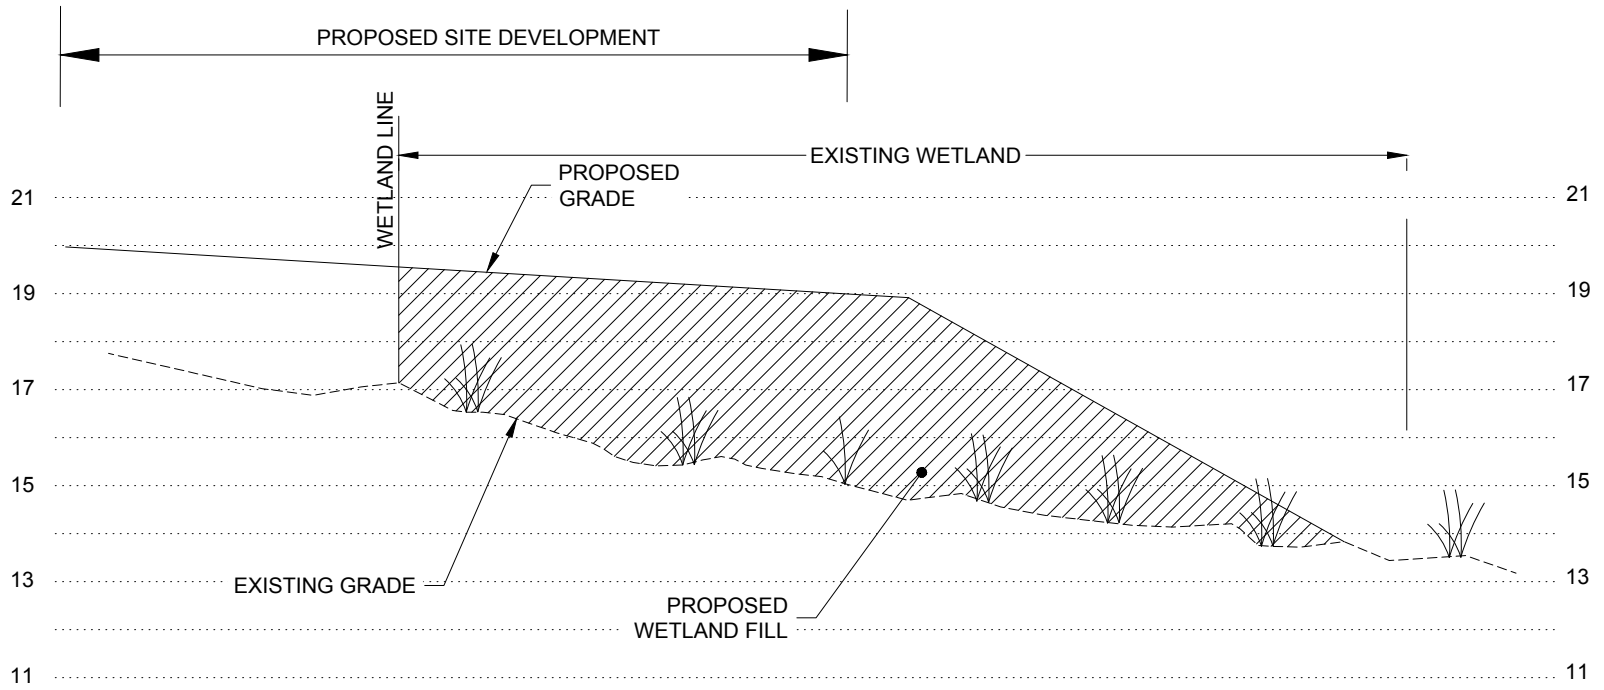 PROPOSED SITE DEVELOPMENT
WETLAND LINE
EXISTING WETLAND
PROPOSED
GRADE
21 21
19 19
17 17
15 15
EXISTING GRADE
13 13
PROPOSED
WETLAND FILL
11 11